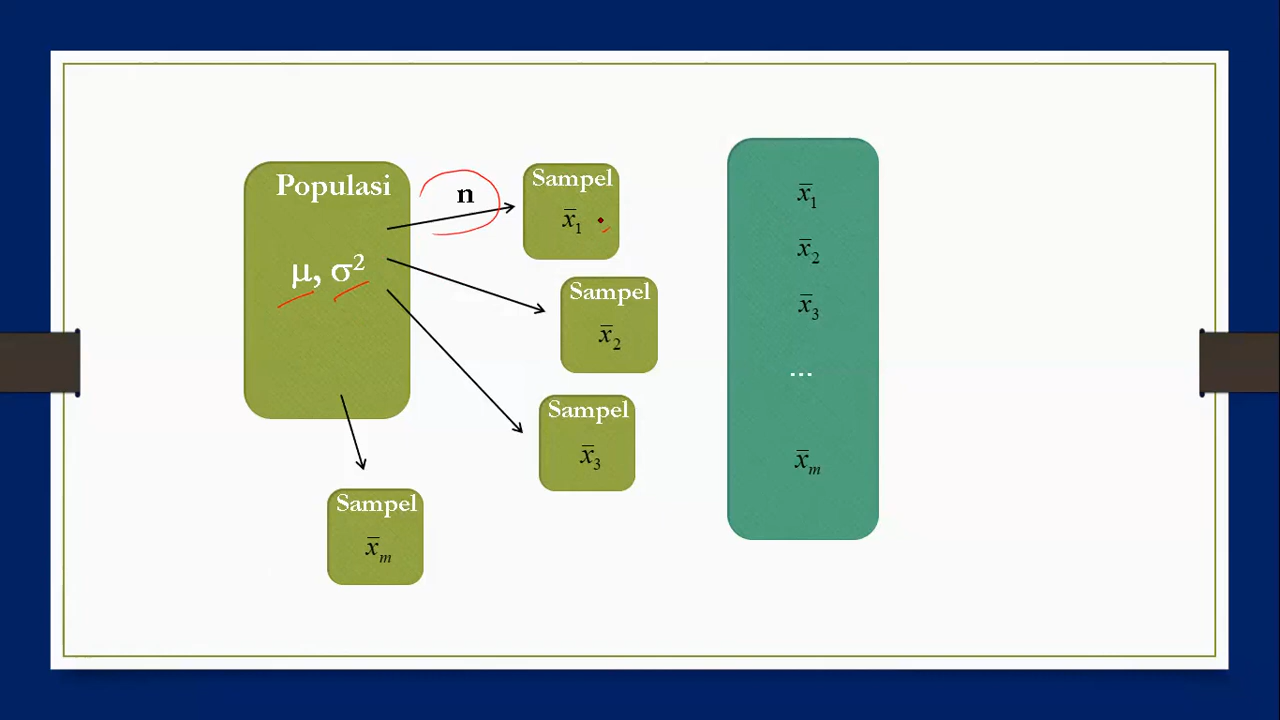 Populasi
μ, σ²
n
Sampel
x̄₁
Sampel
x̄₂
Sampel
x̄₃
Sampel
x̄ₘ
x̄₁
x̄₂
x̄₃
...
x̄ₘ